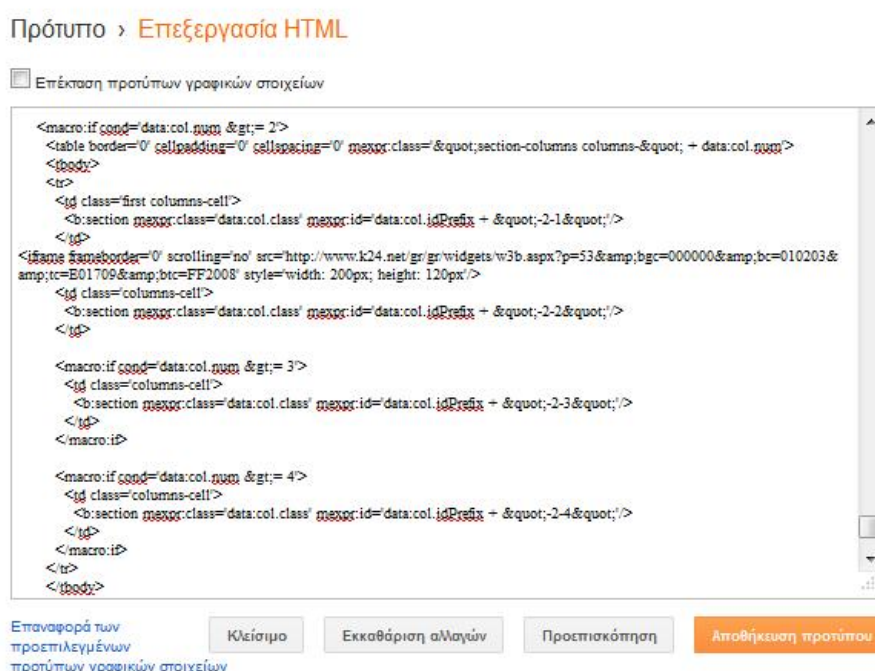 Πρότυπο › Επεξεργασία HTML
Επέκταση προτύπων γραφικών στοιχείων
<macro:if cond='data:col.num &gt;= 2'>
<table border='0' cellpadding='0' cellspacing='0' mexpr:class='&quot;section-columns columns-&quot; + data:col.num'>
<tbody>
<tr>
<td class='first columns-cell'>
<b:section mexpr:class='data:col.class' mexpr:id='data:col.idPrefix + &quot;-2-1&quot;'/>
</td>
<iframe frameborder='0' scrolling='no' src='http://www.k24.net/gr/gr/widgets/w3b.aspx?p=53&amp;bgc=000000&amp;bc=010203&
amp;tc=E01709&amp;btc=FF2008' style='width: 200px; height: 120px'/>
<td class='columns-cell'>
<b:section mexpr:class='data:col.class' mexpr:id='data:col.idPrefix + &quot;-2-2&quot;'/>
</td>
<macro:if cond='data:col.num &gt;= 3'>
<td class='columns-cell'>
<b:section mexpr:class='data:col.class' mexpr:id='data:col.idPrefix + &quot;-2-3&quot;'/>
</td>
</macro:if>
<macro:if cond='data:col.num &gt;= 4'>
<td class='columns-cell'>
<b:section mexpr:class='data:col.class' mexpr:id='data:col.idPrefix + &quot;-2-4&quot;'/>
</td>
</macro:if>
</tr>
</tbody>
Επαναφορά των
προεπιλεγμένων
προτύπων γραφικών στοιχείων
Κλείσιμο
Εκκαθάριση αλλαγών
Προεπισκόπηση
Αποθήκευση προτύπου